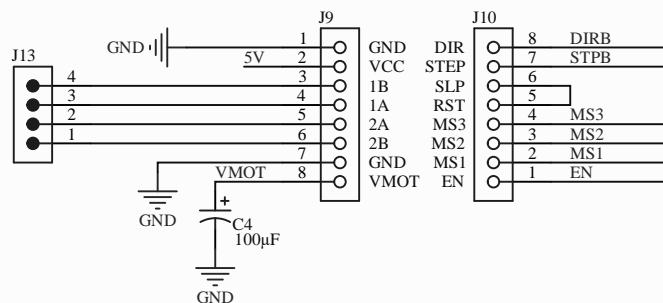 J9 J10
GND 1 GND DIR 8 DIRB
J13 5V 2 VCC STEP 7 STPB
4 3 1B SLP 6
3 4 1A RST 5
2 5 2A MS3 4 MS3
1 6 2B MS2 3 MS2
7 GND MS1 2 MS1
VMOT 8 VMOT EN 1 EN
+
GND C4
100µF
GND